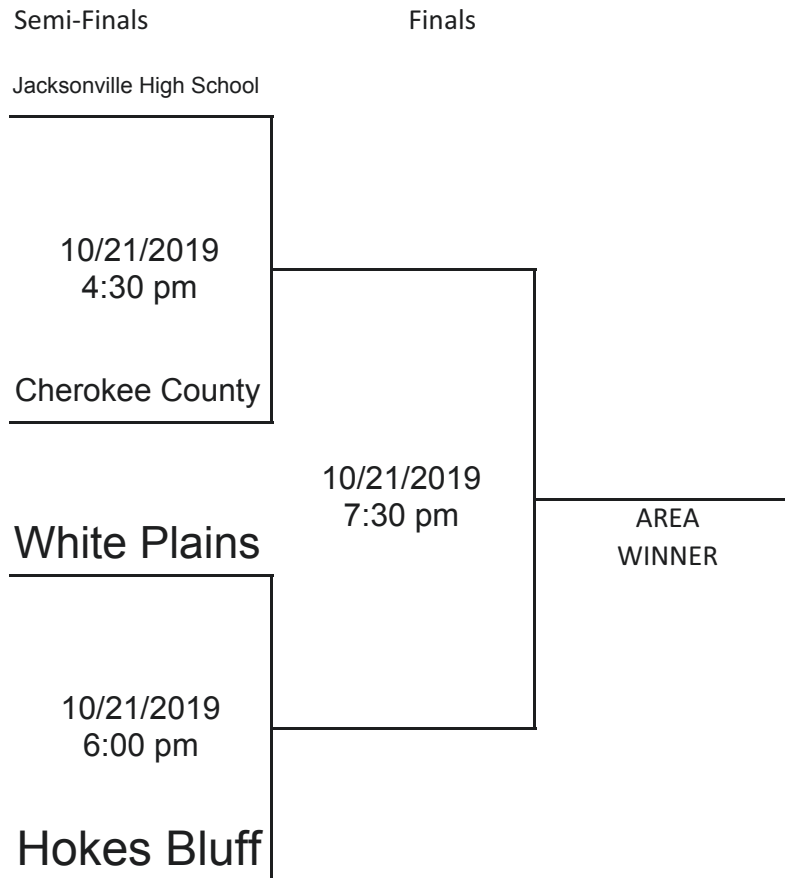 Semi-Finals
Finals
Jacksonville High School
10/21/2019
4:30 pm
Cherokee County
10/21/2019
7:30 pm
AREA
WINNER
White Plains
10/21/2019
6:00 pm
Hokes Bluff